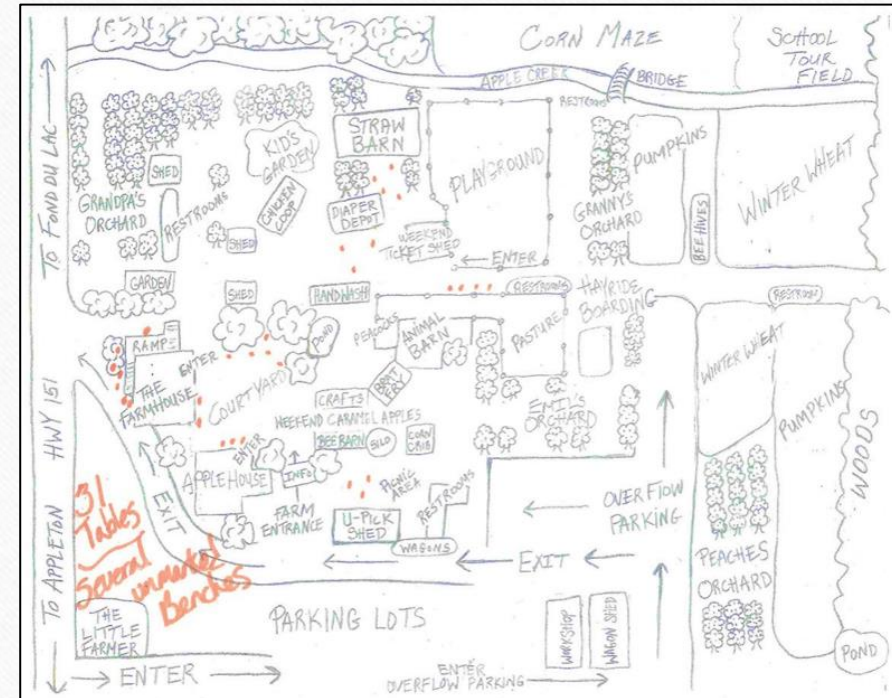 CORN MAZE
SCHOOL
TOUR
FIELD
APPLE CREEK
BRIDGE
RESTROOM
TO FOND DU LAC
STRAW BARN
KID'S
GARDEN
PLAYGROUND
PUMPKINS
WINTER WHEAT
SHED
GRANDPA'S
ORCHARD
RESTROOMS
CHICKEN
COOP
DIAPER
DEPOT
GRANNY'S
ORCHARD
BEE HIVES
SHED
WEEKEND
TICKET SHED
ENTER
GARDEN
SHED
HANDWASH
RESTROOMS
HAYRIDE
BOARDING
RESTROOM
RAMP
ENTER
THE
FARMHOUSE
POND
PEACOCKS
ANIMAL
BARN
PASTURE
WINTER WHEAT
PUMPKINS
WOODS
COURTYARD
CRAFTS
BRAT
FRY
EMIL'S
ORCHARD
WEEKEND CARAMEL APPLES
BEE BARN
SILO
CORN
CRIB
HWY 151
ENTER
APPLE HOUSE
INFO
PICNIC
AREA
RESTROOMS
OVERFLOW
PARKING
EXIT
FARM
ENTRANCE
U-PICK
SHED
WAGONS
EXIT
PEACHES
ORCHARD
31
Tables
Several unmarked
Benches
TO APPLETON
THE
LITTLE
FARMER
PARKING LOTS
WORKSHOP
WAGON SHED
POND
ENTER
ENTER
OVERFLOW PARKING